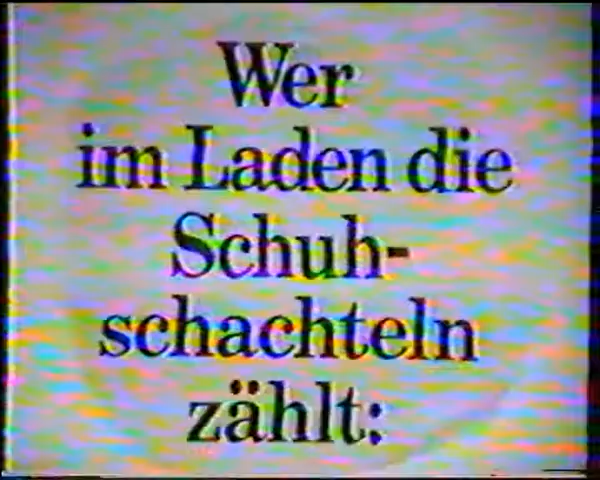 Wer
im Laden die
Schuh-
schachteln
zählt: